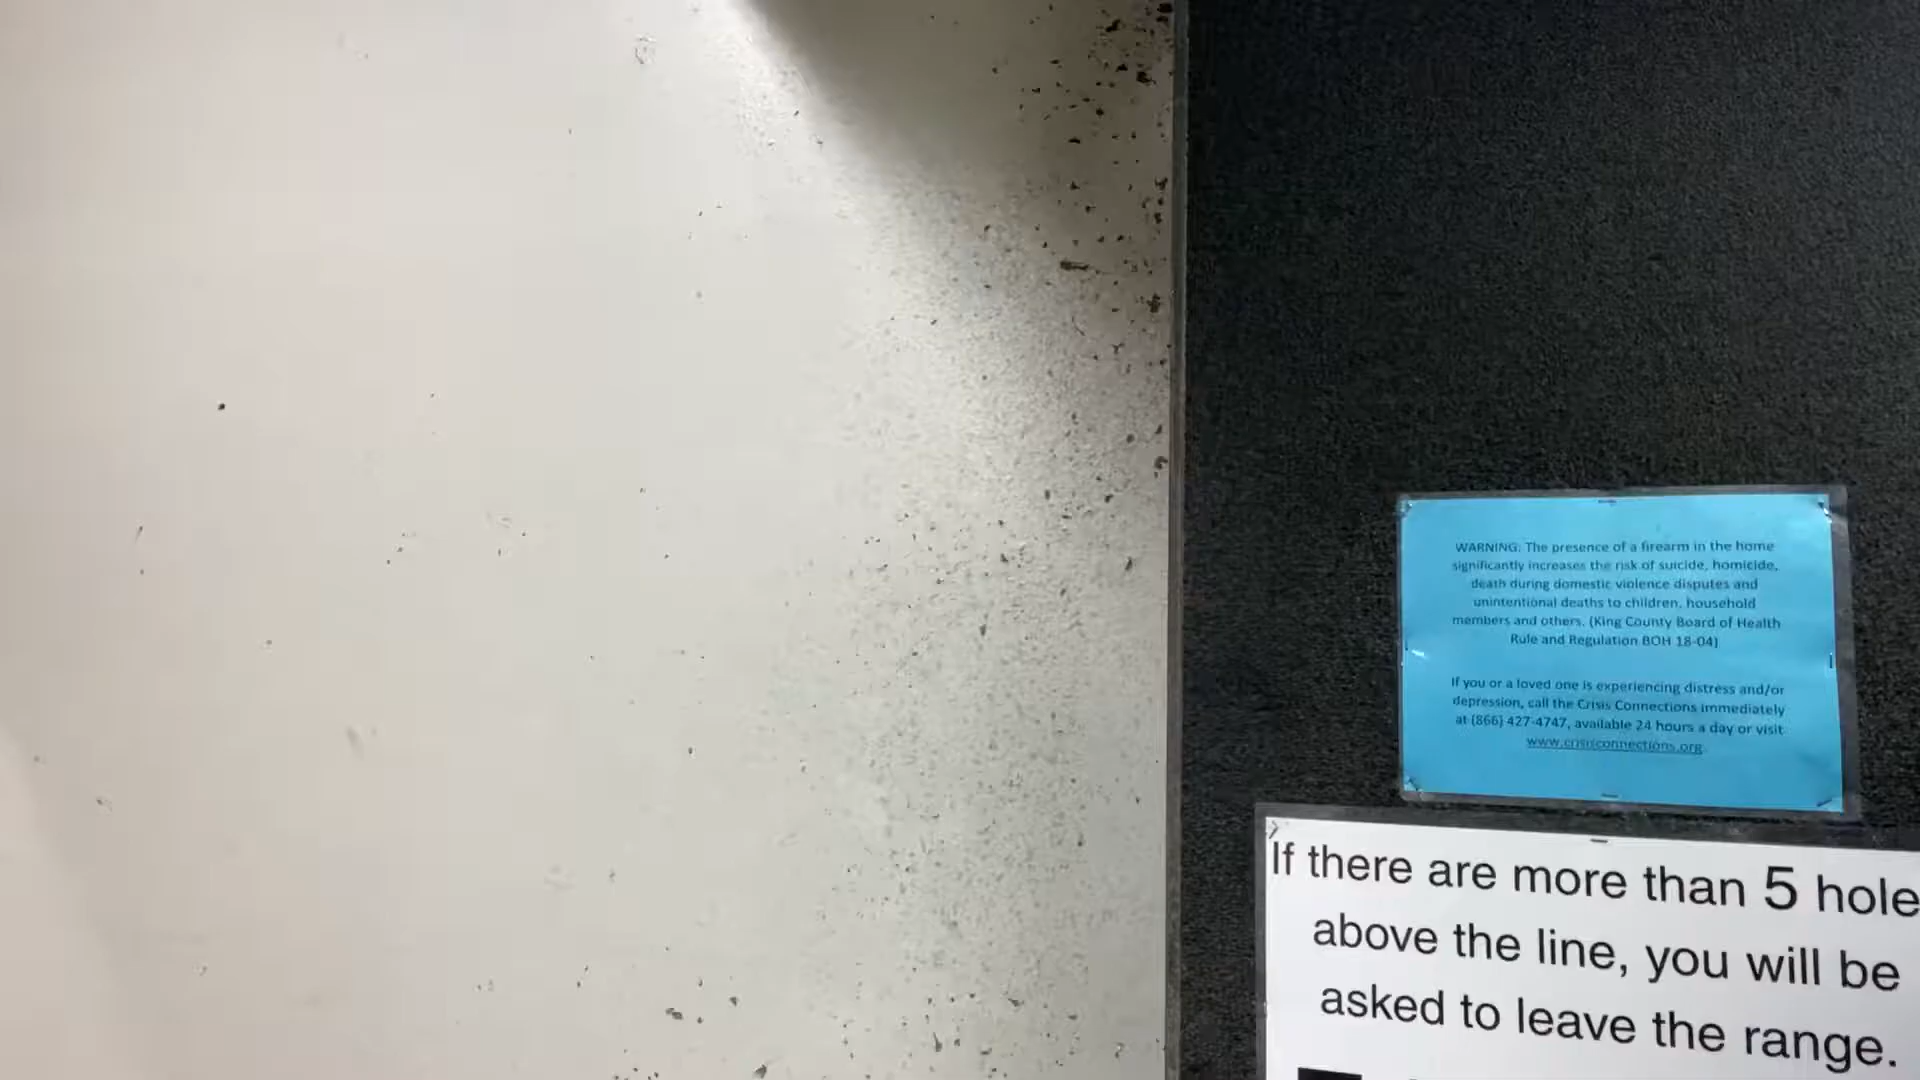 WARNING: The presence of a firearm in the home
significantly increases the risk of suicide, homicide,
death during domestic violence disputes and
unintentional deaths to children, household
members and others. (King County Board of Health
Rule and Regulation BOH 18-04)
If you or a loved one is experiencing distress and/or
depression, call the Crisis Connections immediately
at (866) 427-4747, available 24 hours a day or visit
www.crisisconnections.org
If there are more than 5 hole
above the line, you will be
asked to leave the range.